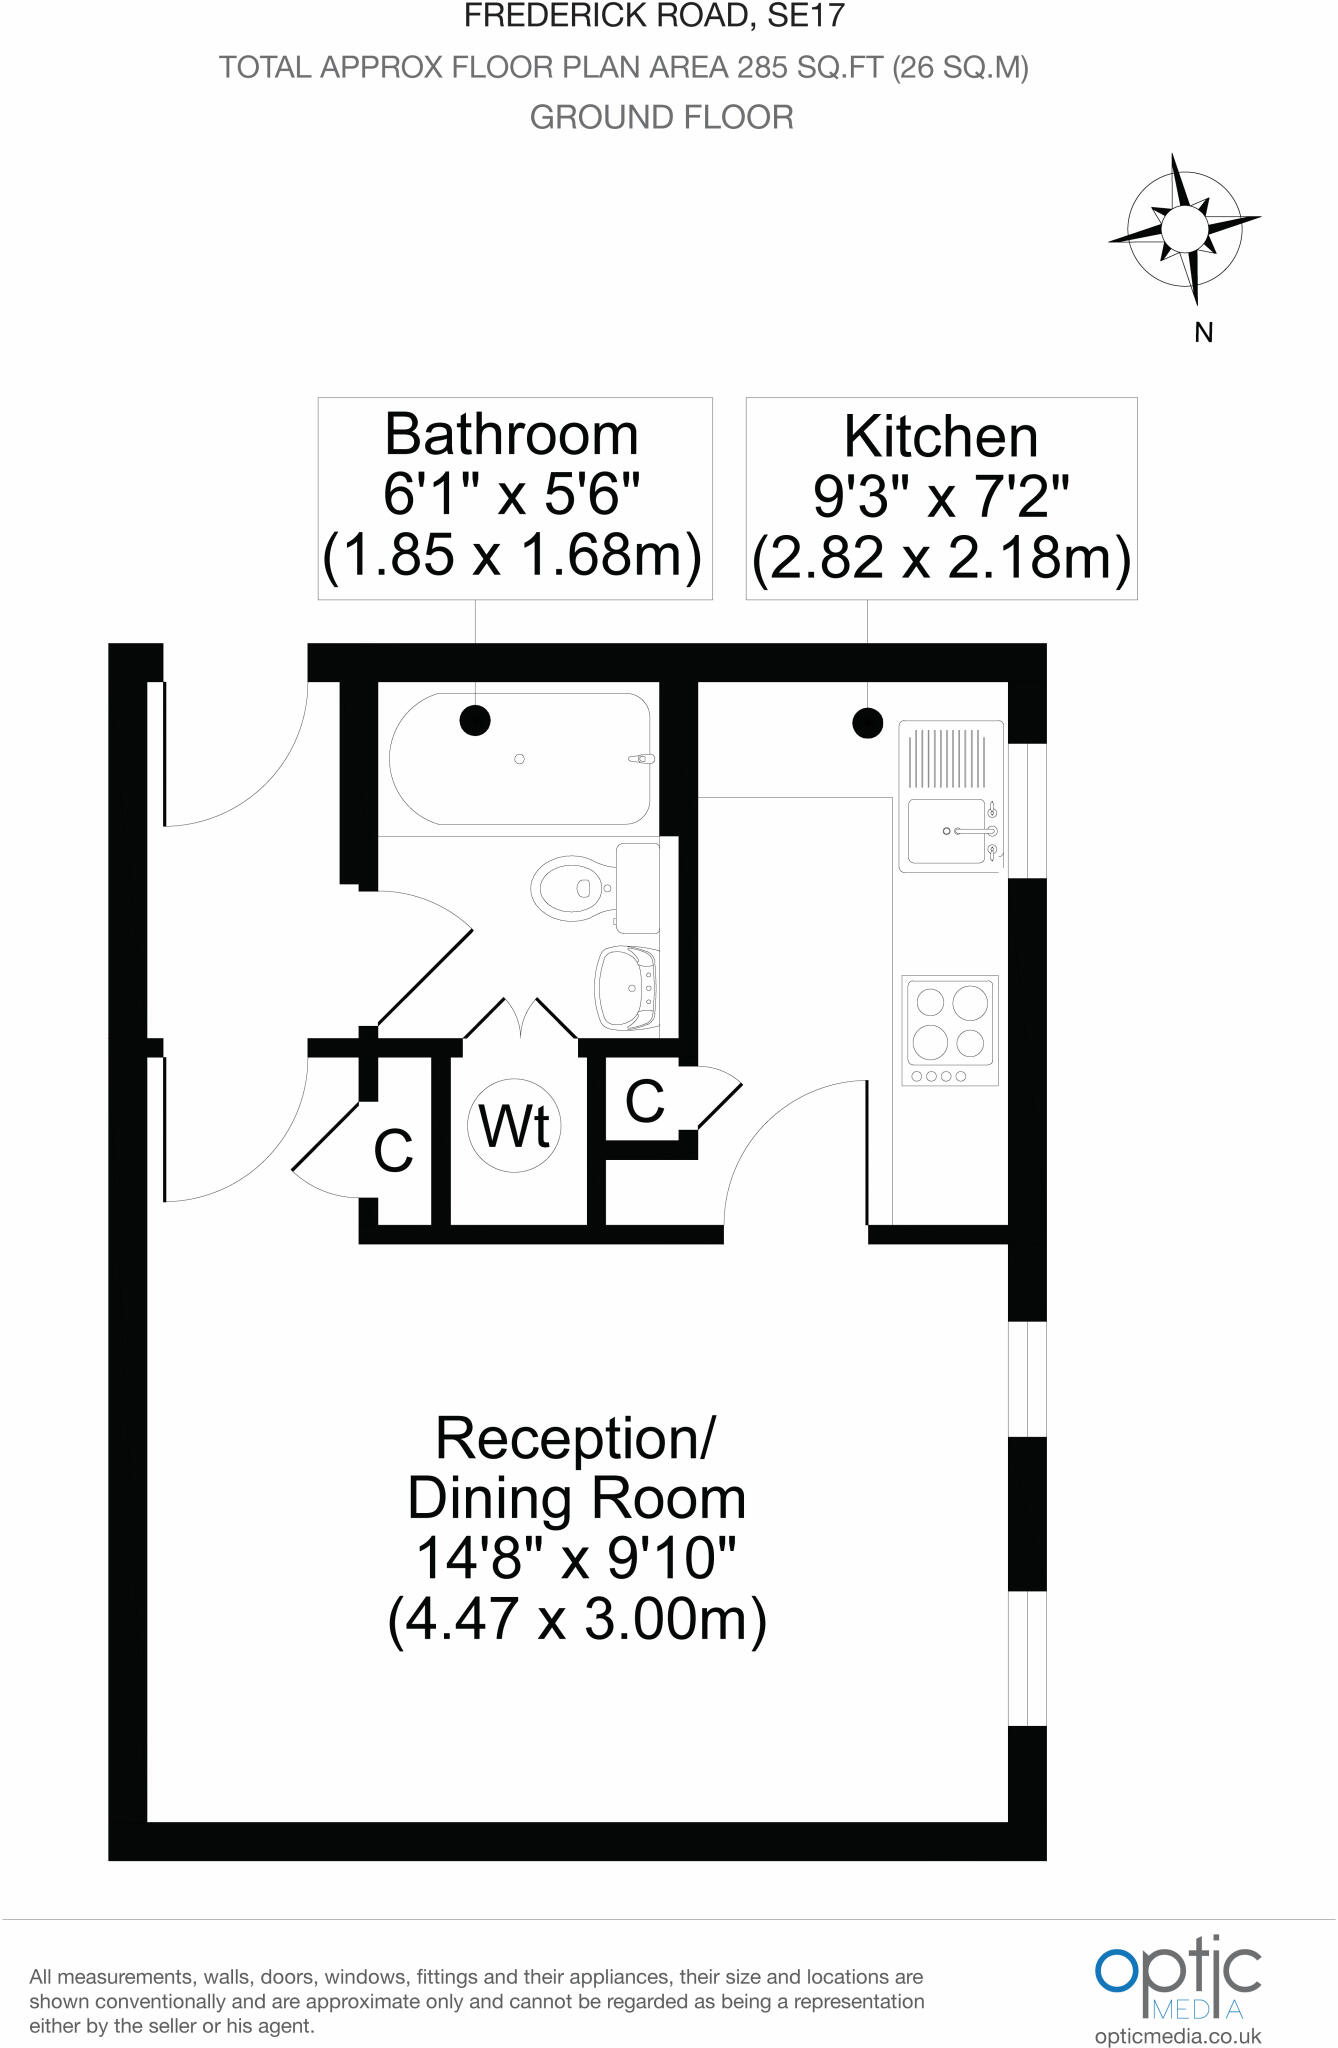 FREDERICK ROAD, SE17
TOTAL APPROX FLOOR PLAN AREA 285 SQ.FT (26 SQ.M)
GROUND FLOOR
N
Bathroom
6'1" x 5'6"
(1.85 x 1.68m)
Kitchen
9'3" x 7'2"
(2.82 x 2.18m)
C
Wt
C
Reception/
Dining Room
14'8" x 9'10"
(4.47 x 3.00m)
All measurements, walls, doors, windows, fittings and their appliances, their size and locations are
shown conventionally and are approximate only and cannot be regarded as being a representation
either by the seller or his agent.
optic
MEDIA
opticmedia.co.uk